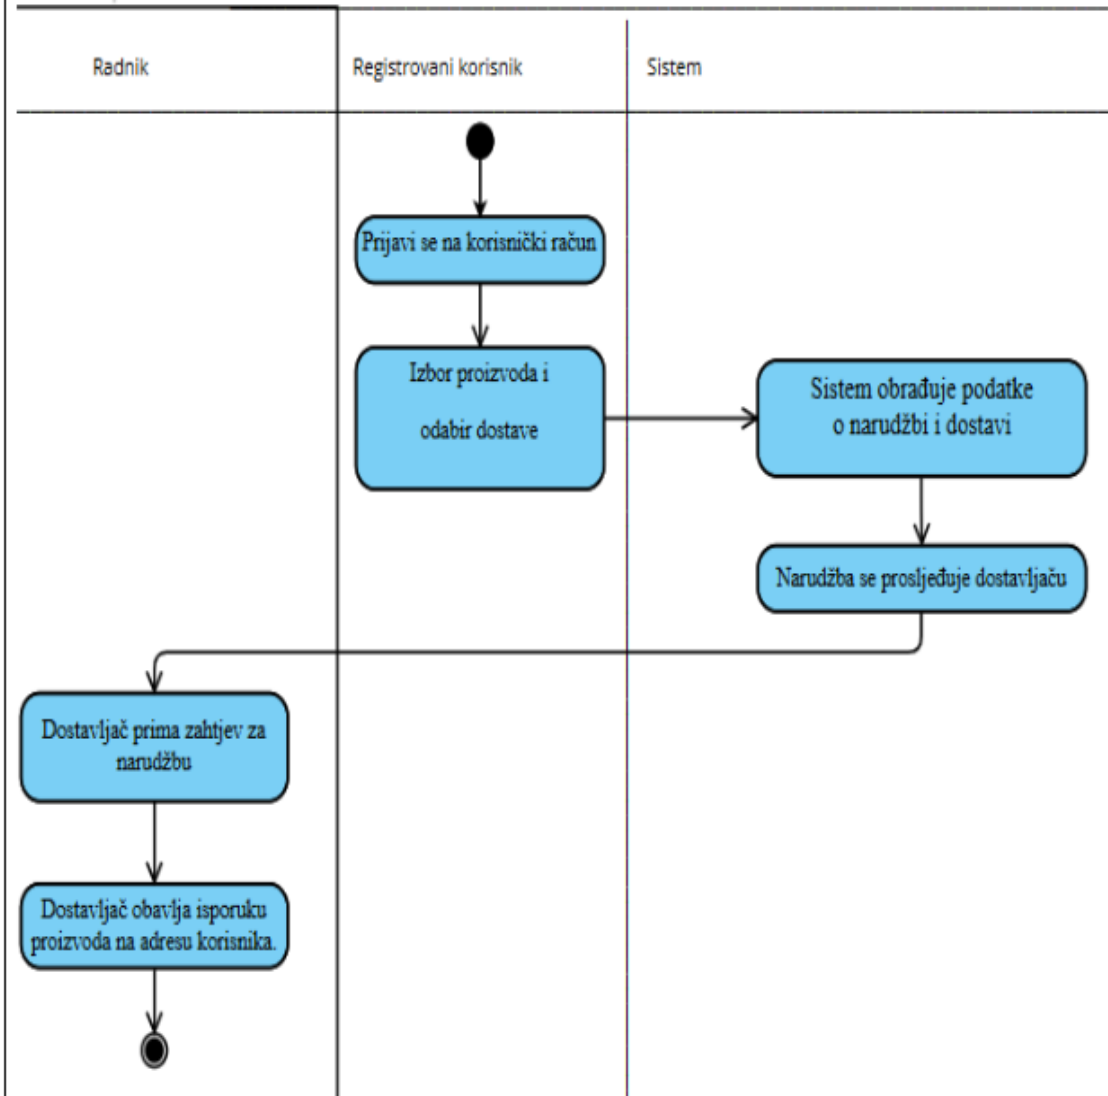 Radnik
Registrovani korisnik
Sistem
Prijavi se na korisnički račun
Izbor proizvoda i
odabir dostave
Sistem obrađuje podatke
o narudžbi i dostavi
Narudžba se prosljeđuje dostavljaču
Dostavljač prima zahtjev za
narudžbu
Dostavljač obavlja isporuku
proizvoda na adresu korisnika.